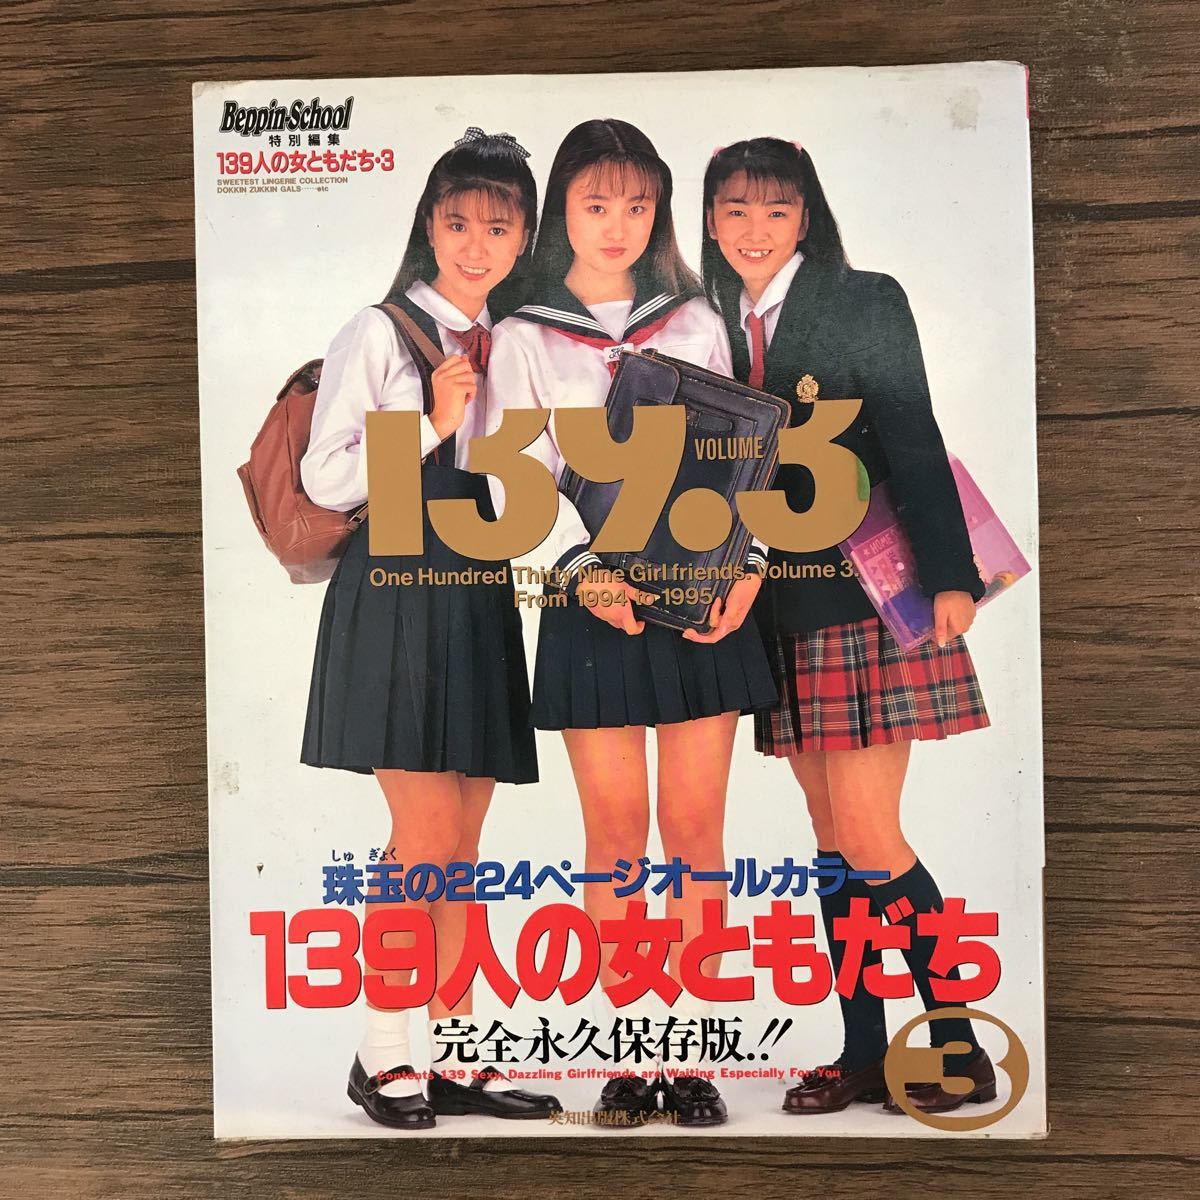 Beppin-School
特別編集
139人の女ともだち・3
SWEETEST LINGERIE COLLECTION
DOKKIN ZUKKIN GALS……etc
139.3
VOLUME
One Hundred Thirty Nine Girl friends. Volume 3.
From 1994 to 1995
HOME
しゅ ぎょく
珠玉の224ページオールカラー
139人の女ともだち
完全永久保存版!!
3
Contents 139 Sexy, Dazzling Girlfriends are Waiting Especially For You
英知出版株式会社